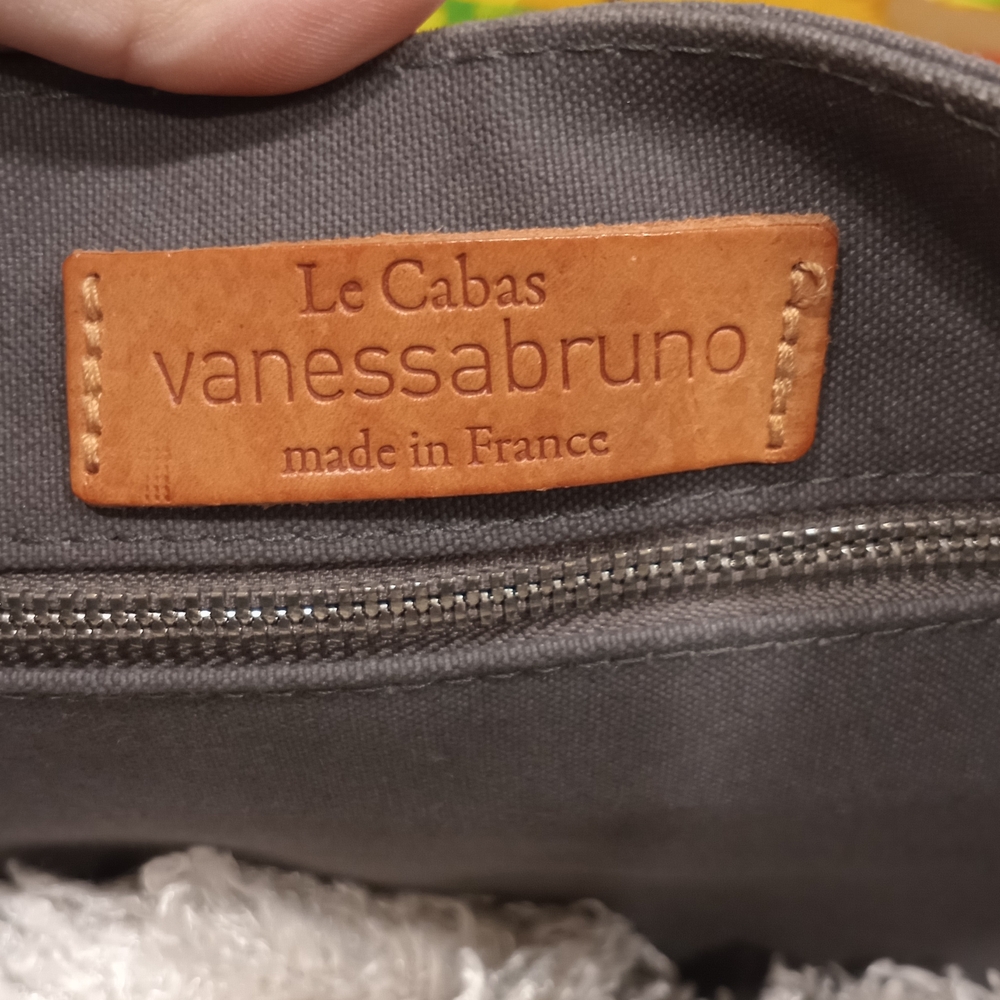 Le Cabas
vanessabruno
made in France